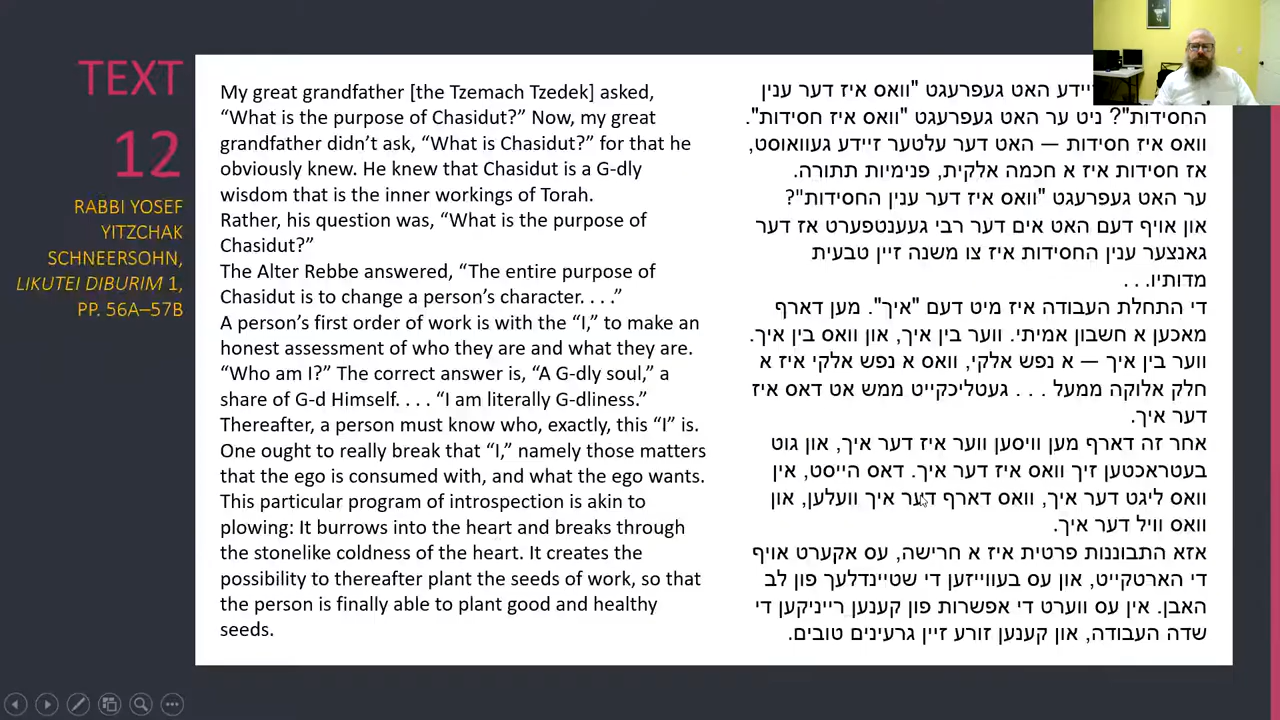 TEXT
12
RABBI YOSEF
YITZCHAK
SCHNEERSOHN,
LIKUTEI DIBURIM 1,
PP. 56A–57B
My great grandfather [the Tzemach Tzedek] asked,
“What is the purpose of Chasidut?” Now, my great
grandfather didn’t ask, “What is Chasidut?” for that he
obviously knew. He knew that Chasidut is a G-dly
wisdom that is the inner workings of Torah.
Rather, his question was, “What is the purpose of
Chasidut?”
The Alter Rebbe answered, “The entire purpose of
Chasidut is to change a person’s character. . . .”
A person’s first order of work is with the “I,” to make an
honest assessment of who they are and what they are.
“Who am I?” The correct answer is, “A G-dly soul,” a
share of G-d Himself. . . . “I am literally G-dliness.”
Thereafter, a person must know who, exactly, this “I” is.
One ought to really break that “I,” namely those matters
that the ego is consumed with, and what the ego wants.
This particular program of introspection is akin to
plowing: It burrows into the heart and breaks through
the stonelike coldness of the heart. It creates the
possibility to thereafter plant the seeds of work, so that
the person is finally able to plant good and healthy
seeds.
זיידע האט געפרעגט "וואס איז דער ענין
החסידות"? ניט ער האט געפרעגט "וואס איז חסידות".
וואס איז חסידות — האט דער עלטער זיידע געוואוסט,
אז חסידות איז א חכמה אלקית, פנימיות תתורה.
ער האט געפרעגט "וואס איז דער ענין החסידות"?
און אויף דעם האט אים דער רבי געענטפערט אז דער
גאנצער ענין החסידות איז צו משנה זיין טבעית
מדותיו. . .
די התחלת העבודה איז מיט דעם "איך". מען דארף
מאכען א חשבון אמיתי. ווער בין איך, און וואס בין איך.
ווער בין איך — א נפש אלקי, וואס א נפש אלקי איז א
חלק אלוקה ממעל . . . געטליכקייט ממש אט דאס איז
דער איך.
אחר זה דארף מען וויסען ווער איז דער איך, און גוט
בעטראכטען זיך וואס איז דער איך. דאס הייסט, אין
וואס ליגט דער איך, וואס דארף דער איך וועלען, און
וואס וויל דער איך.
אזא התבוננות פרטית איז א חרישה, עס אקערט אויף
די הארטקייט, און עס בעווייזען די שטיינדלעך פון לב
האבן. אין עס ווערט די אפשרות פון קענען רייניקען די
שדה העבודה, און קענען זורע זיין גרעינים טובים.